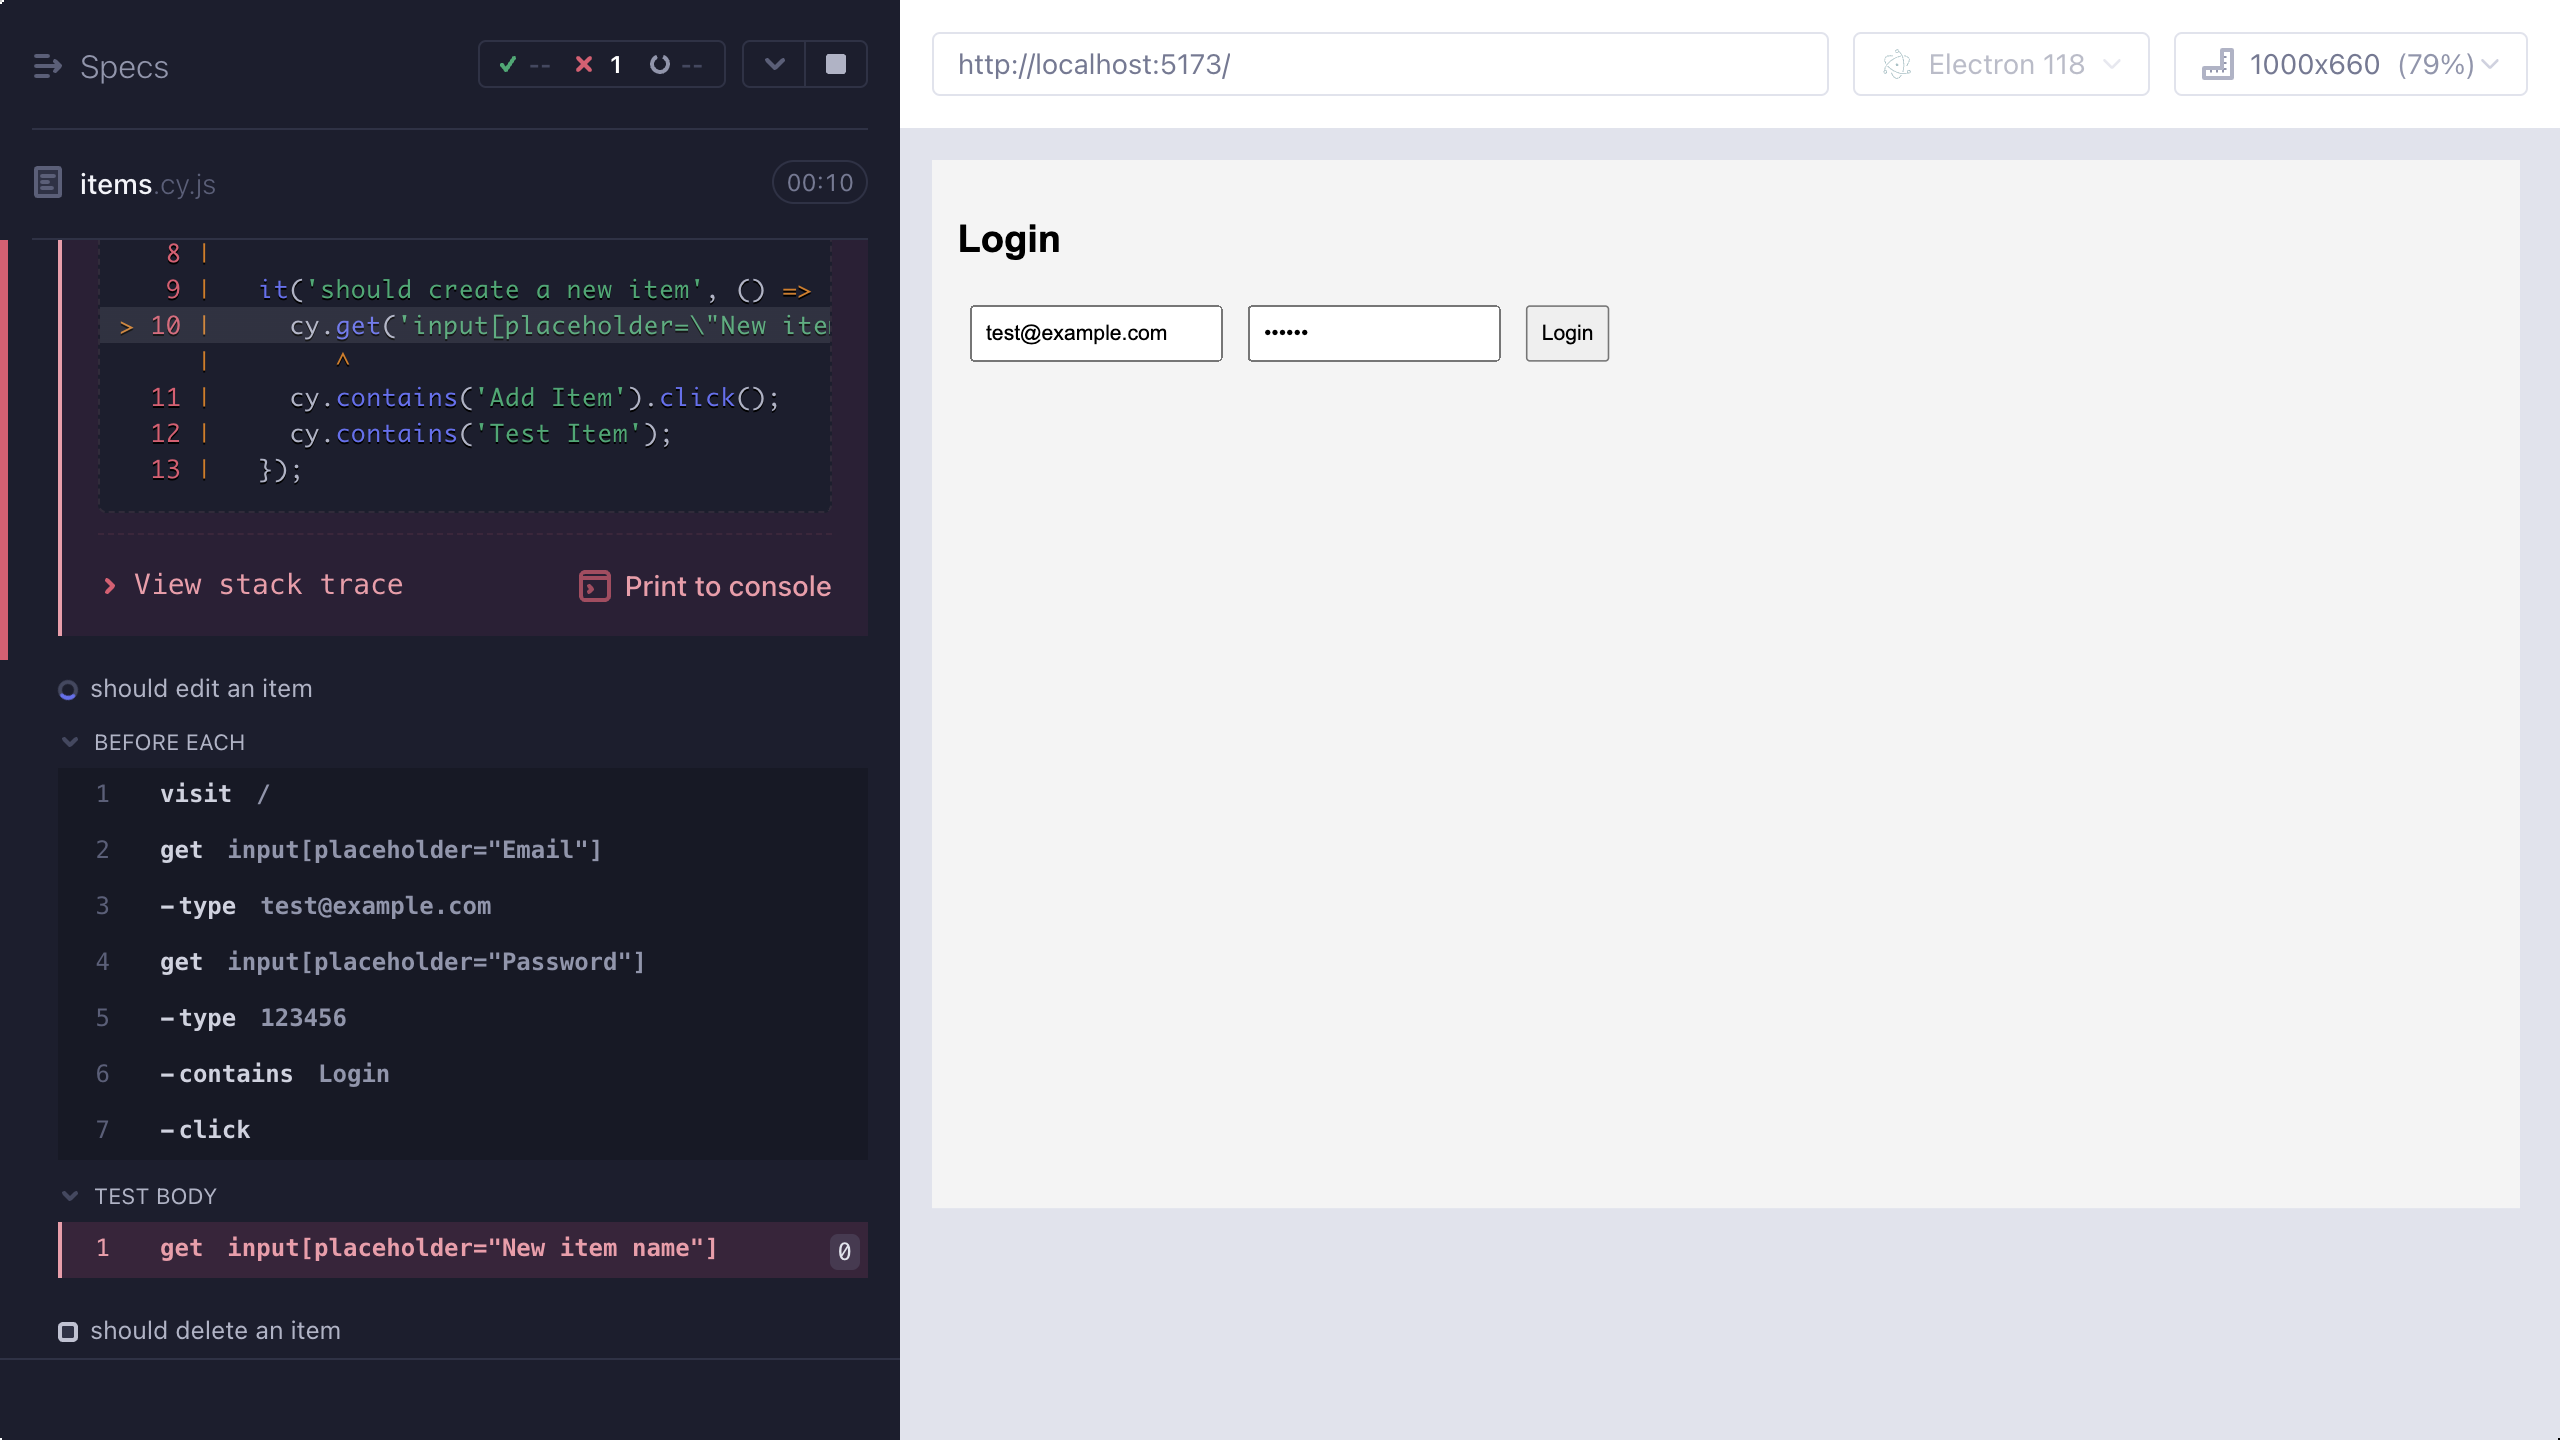 Specs
-- 1 --
items.cy.js
00:10
8 |
9 | it('should create a new item', () =>
> 10 | cy.get('input[placeholder=\"New ite
| ^
11 | cy.contains('Add Item').click();
12 | cy.contains('Test Item');
13 | });
View stack trace
Print to console
should edit an item
BEFORE EACH
1 visit /
2 get input[placeholder="Email"]
3 -type test@example.com
4 get input[placeholder="Password"]
5 -type 123456
6 -contains Login
7 -click
TEST BODY
1 get input[placeholder="New item name"] 0
should delete an item
http://localhost:5173/
Electron 118
1000x660 (79%)
Login
test@example.com
••••••
Login